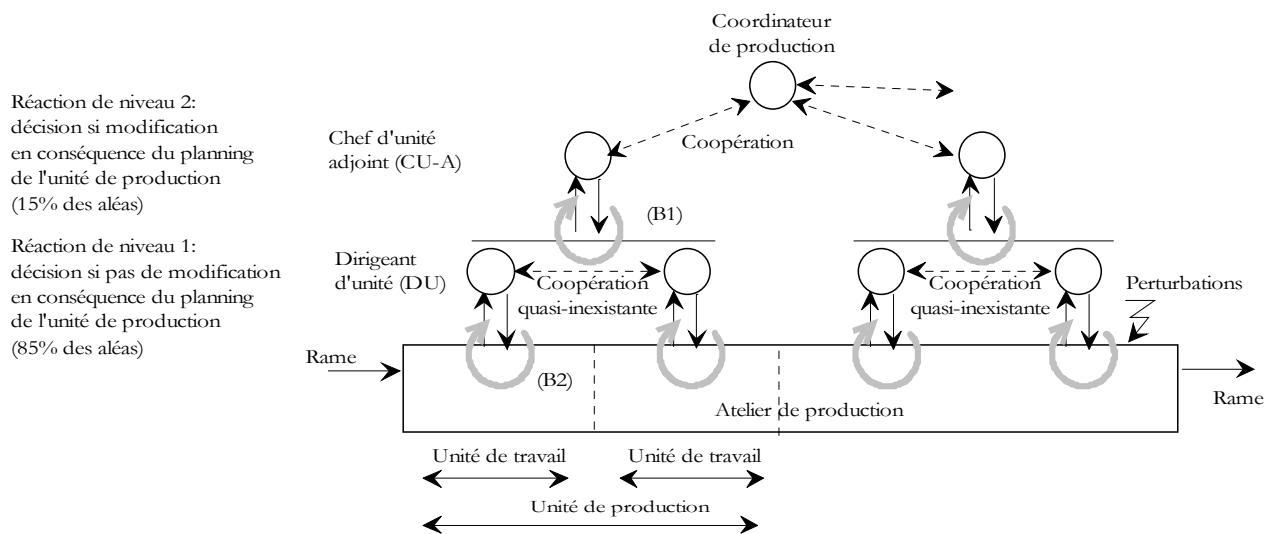 Coordinateur
de production
Réaction de niveau 2:
décision si modification
en conséquence du planning
de l'unité de production
(15% des aléas)
Chef d'unité
adjoint (CU-A)
Coopération
(B1)
Réaction de niveau 1:
décision si pas de modification
en conséquence du planning
de l'unité de production
(85% des aléas)
Dirigeant
d'unité (DU)
Coopération
quasi-inexistante
Coopération
quasi-inexistante
Perturbations
Rame
(B2)
Atelier de production
Rame
Unité de travail
Unité de travail
Unité de production